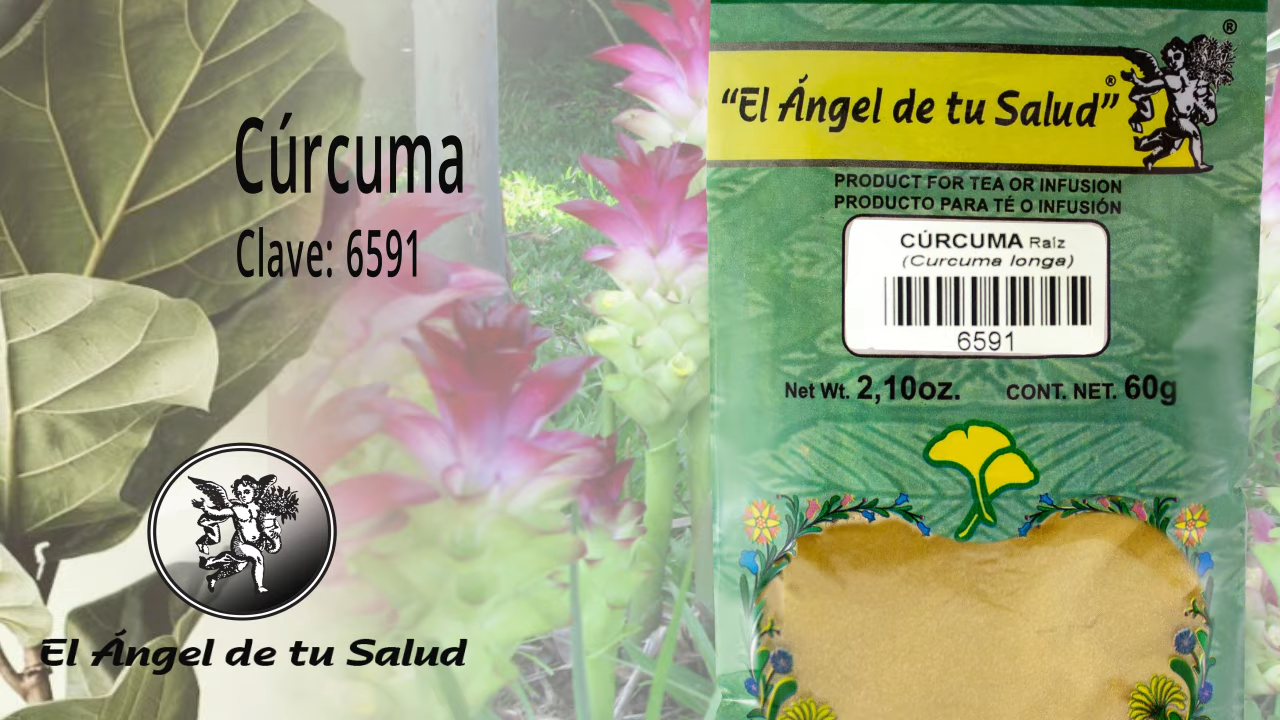 Cúrcuma
Clave: 6591
El Ángel de tu Salud
®
“El Ángel de tu Salud”®
PRODUCT FOR TEA OR INFUSION
PRODUCTO PARA TÉ O INFUSIÓN
CÚRCUMA Raíz
(Curcuma longa)
6591
Net Wt. 2,10oz. CONT. NET. 60g